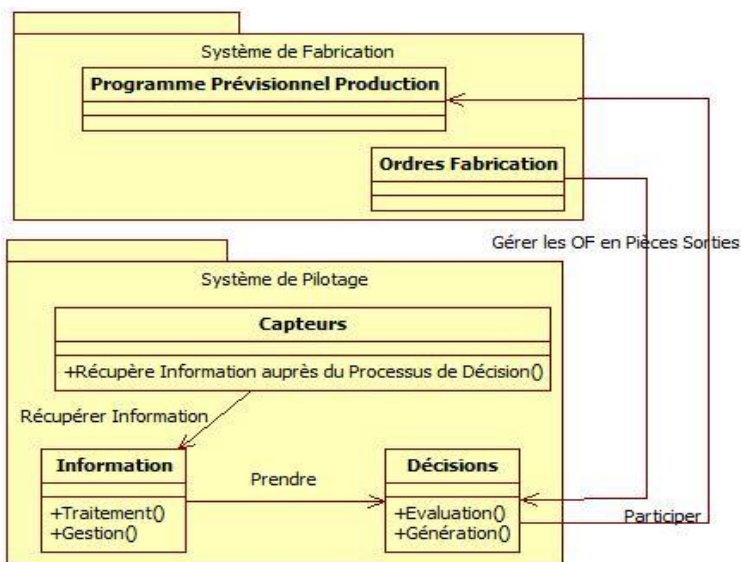 Système de Fabrication
Programme Prévisionnel Production
Ordres Fabrication
Gérer les OF en Pièces Sorties
Système de Pilotage
Capteurs
+Récupère Information auprès du Processus de Décision()
Récupérer Information
Information
+Traitement()
+Gestion()
Prendre
Décisions
+Evaluation()
+Génération()
Participer